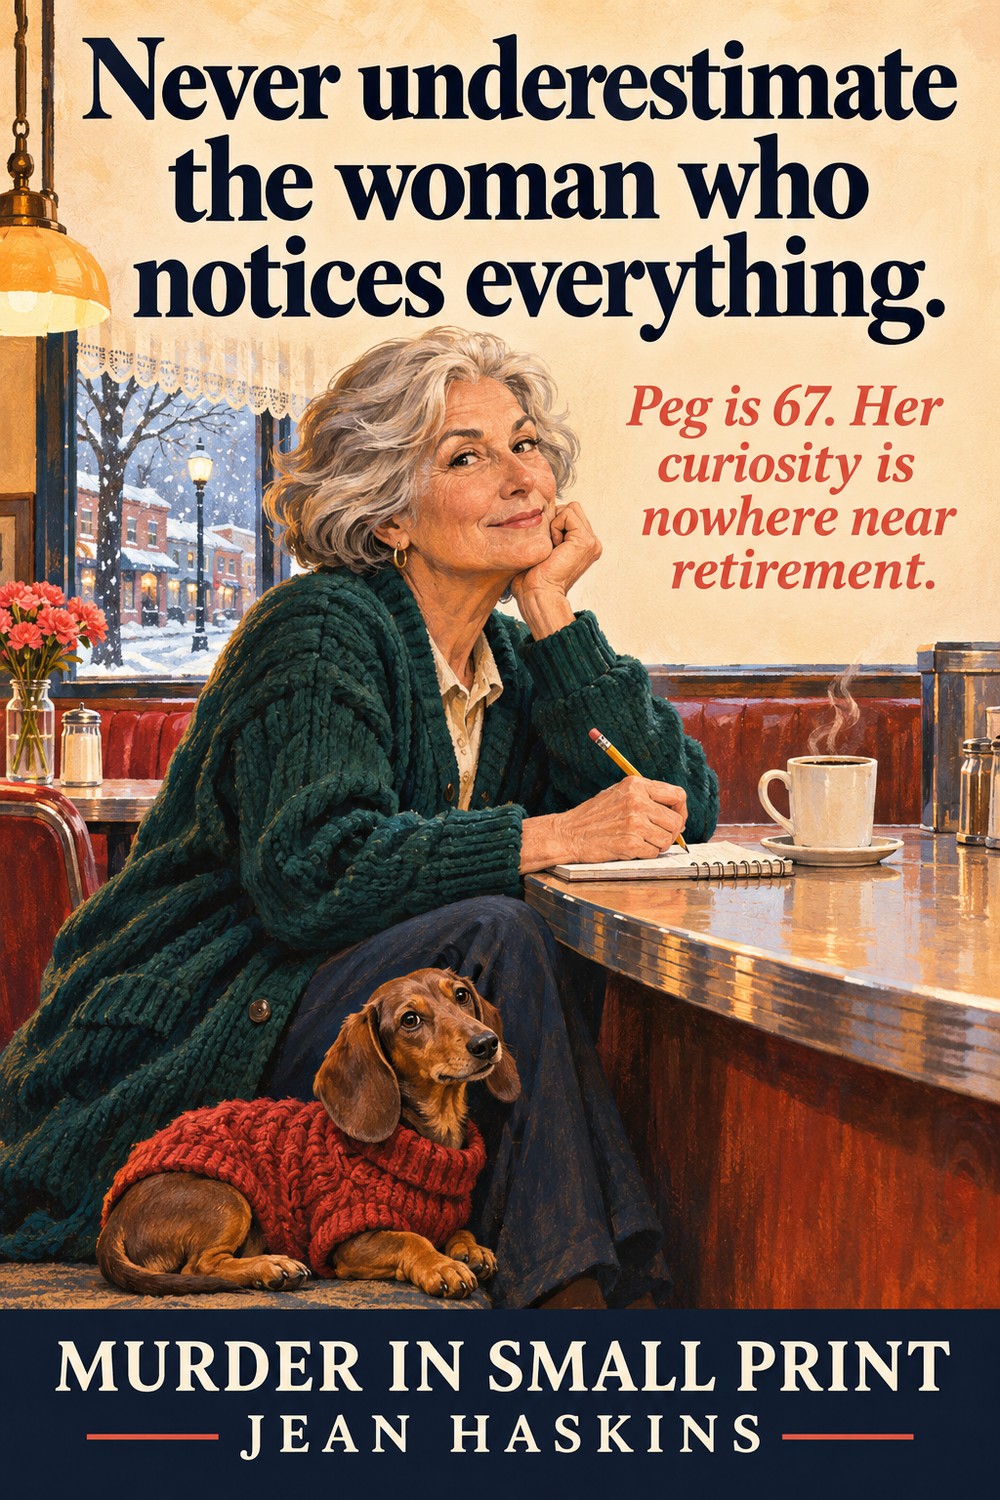 Never underestimate
the woman who
notices everything.
Peg is 67. Her
curiosity is
nowhere near
retirement.
MURDER IN SMALL PRINT
JEAN HASKINS